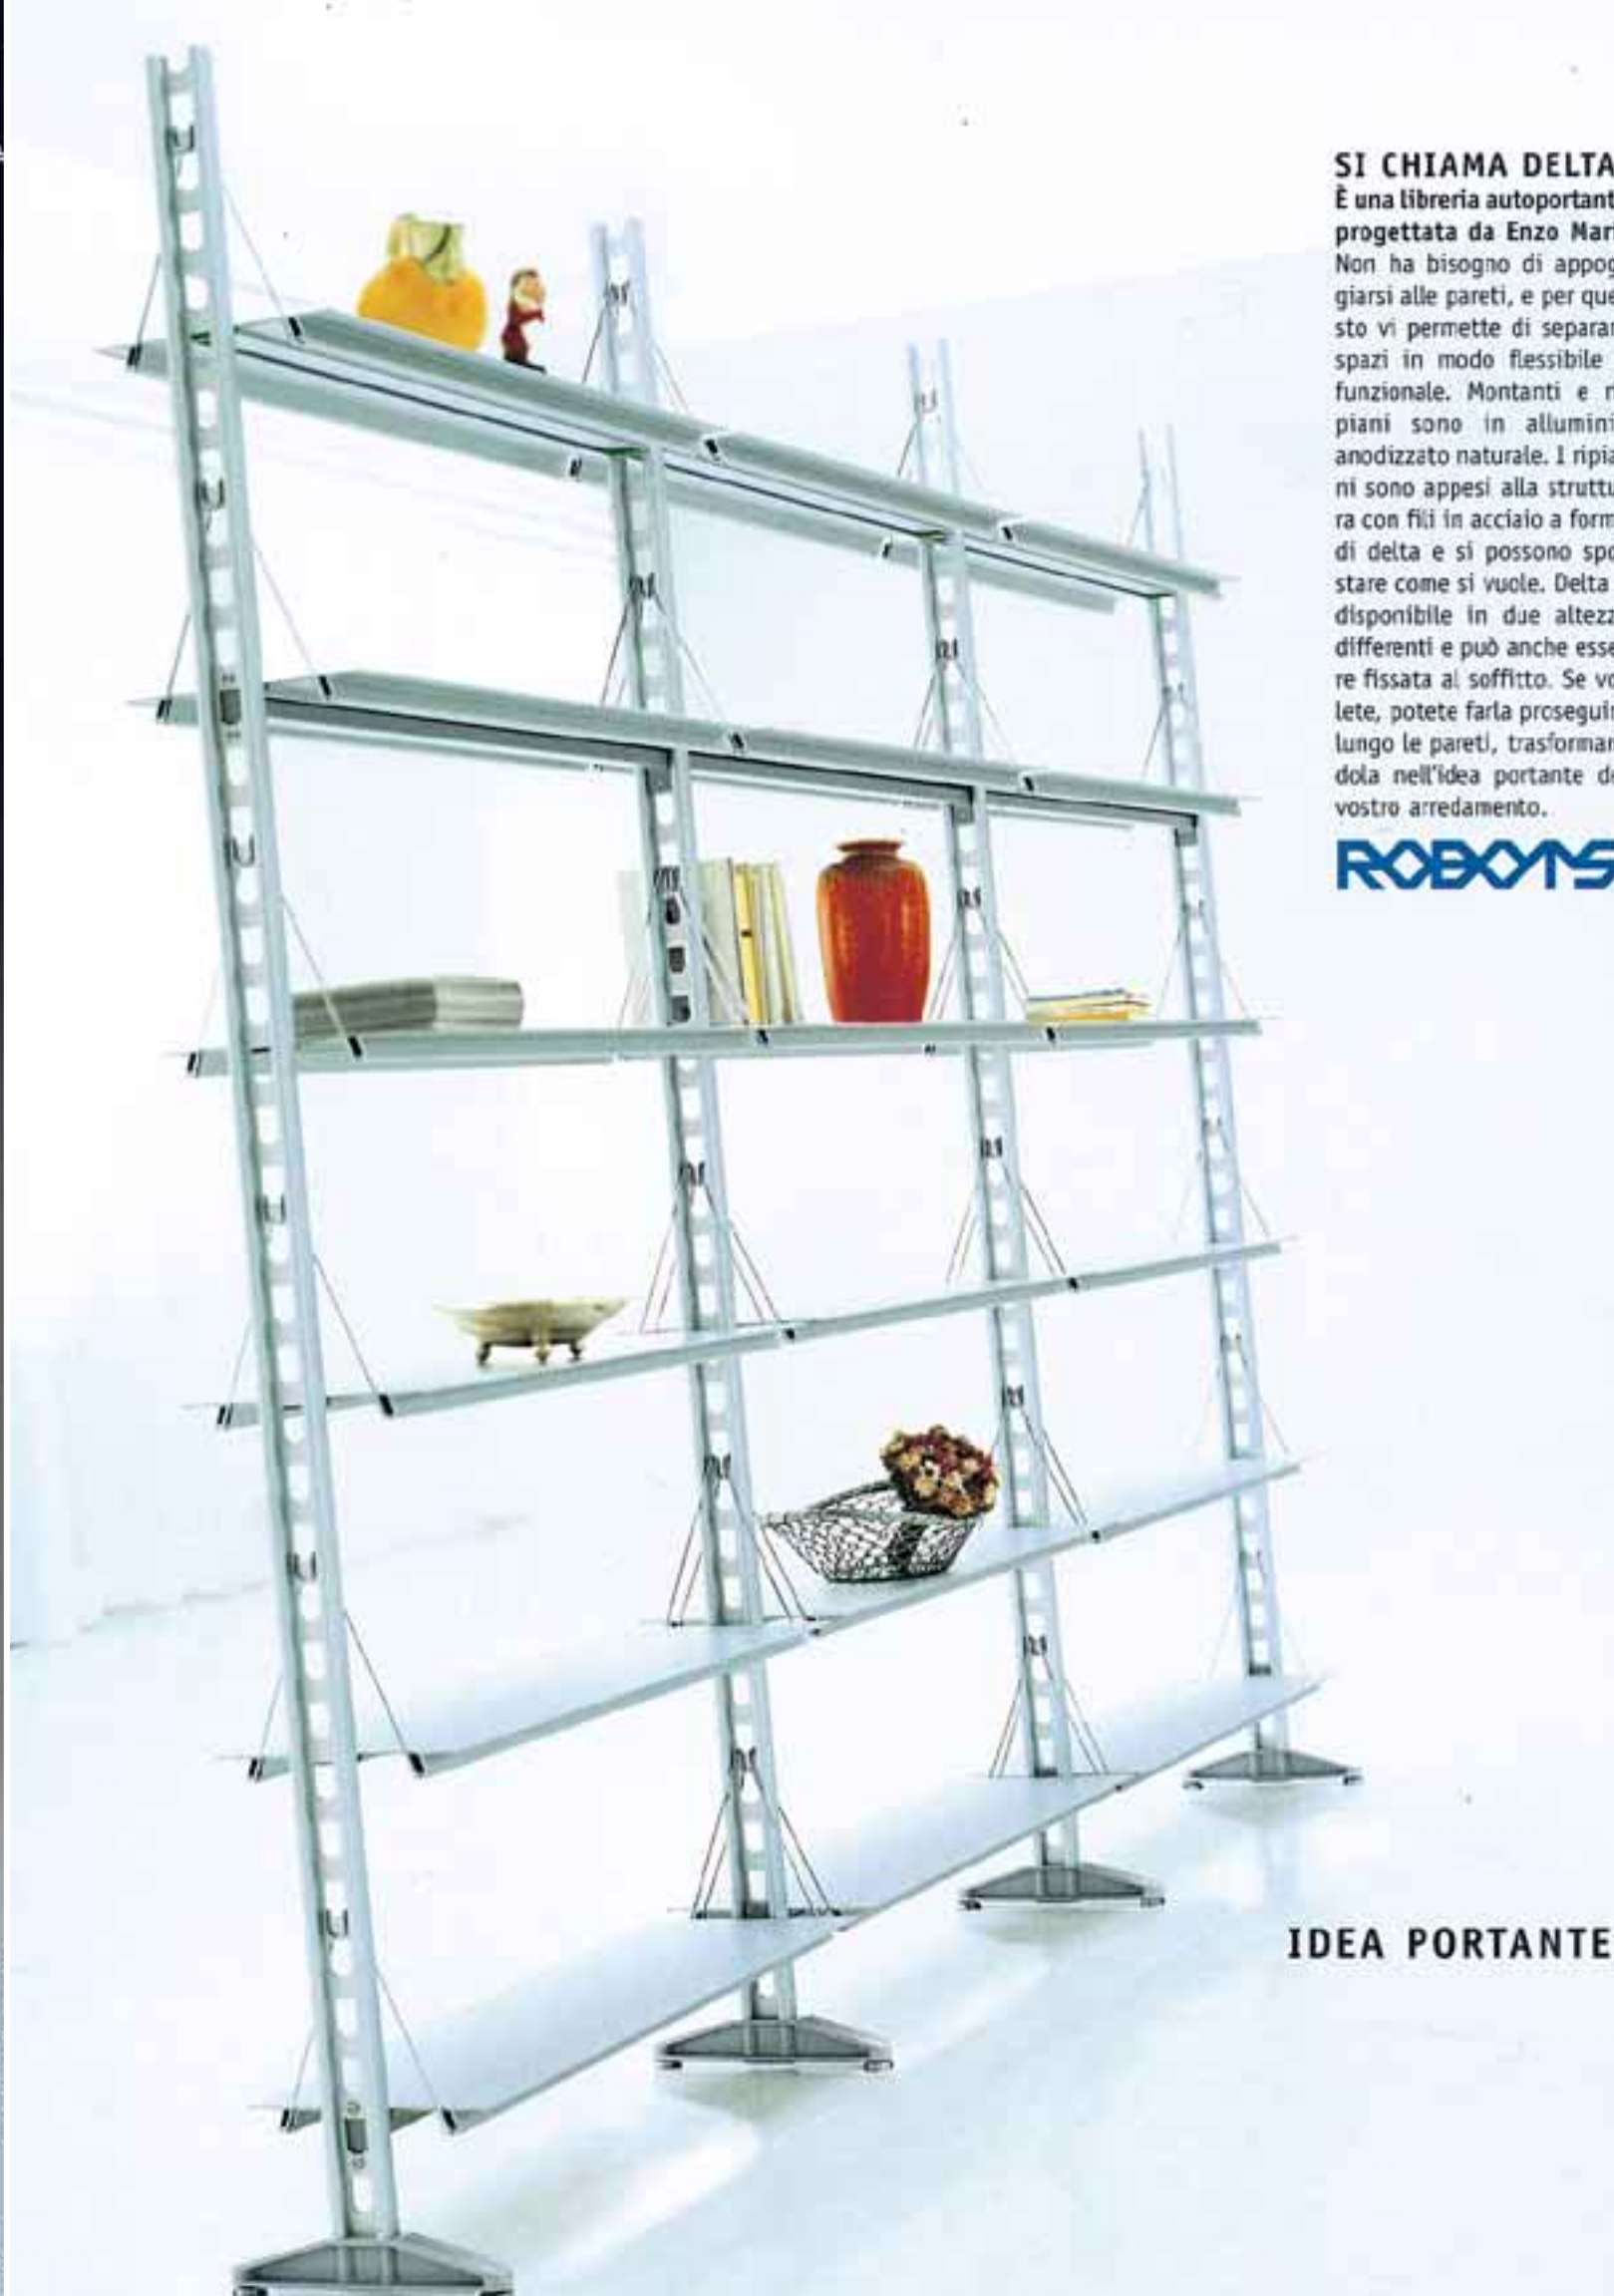 SI CHIAMA DELTA
È una libreria autoportant
progettata da Enzo Mari
Non ha bisogno di appog
giarsi alle pareti, e per que
sto vi permette di separar
spazi in modo flessibile
funzionale. Montanti e ri
piani sono in allumini
anodizzato naturale. I ripia
ni sono appesi alla struttu
ra con fili in acciaio a form
di delta e si possono spo
stare come si vuole. Delta
disponibile in due altezz
differenti e può anche esse
re fissata al soffitto. Se vo
lete, potete farla proseguir
lungo le pareti, trasforman
dola nell'idea portante de
vostro arredamento.
ROBOTS
IDEA PORTANTE